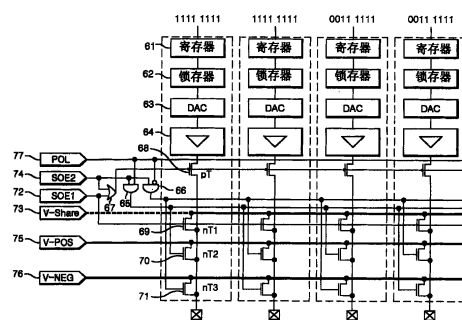 1111 1111 1111 1111 0011 1111 0011 1111
61 寄存器 寄存器 寄存器 寄存器
62 锁存器 锁存器 锁存器 锁存器
63 DAC DAC DAC DAC
64
68
77 POL pT
74 SOE2 66
72 SOE1 67 65
73 V-Share
69 nT1
75 V-POS
70 nT2
76 V-NEG
71 nT3